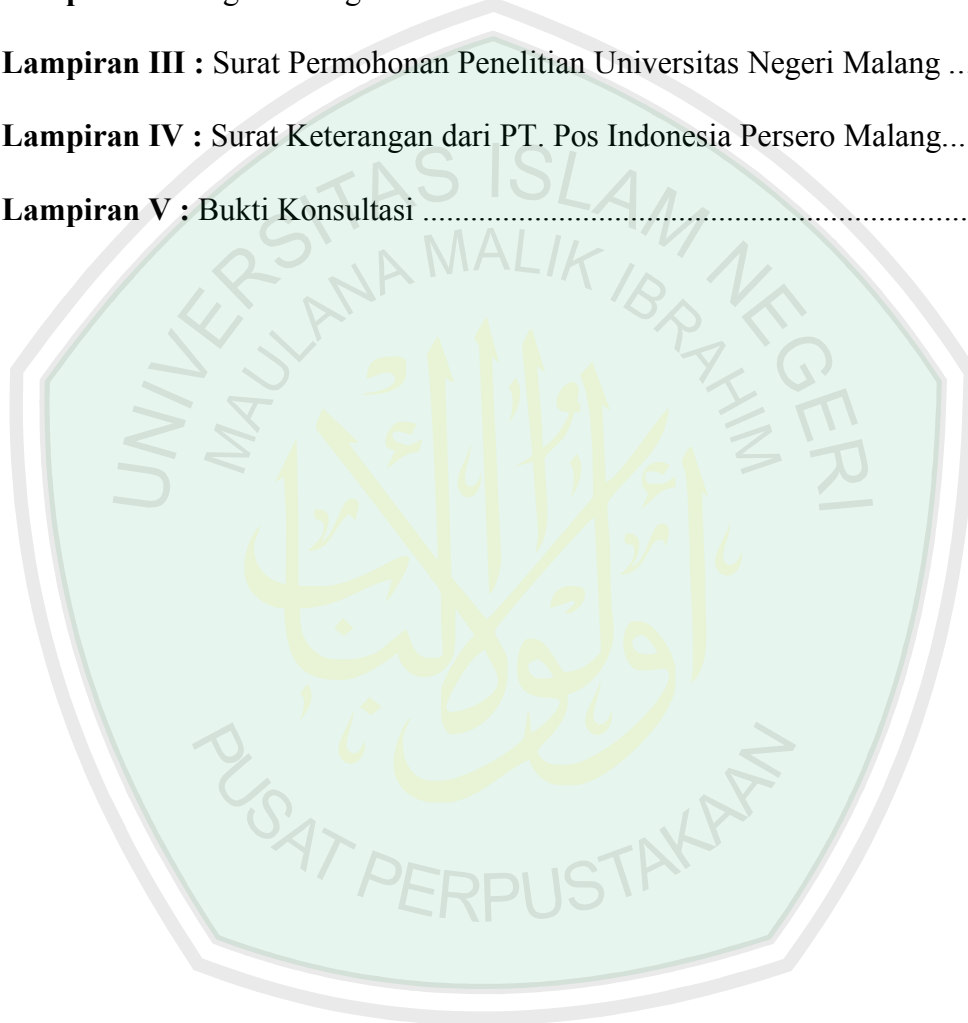 Lampiran III : Surat Permohonan Penelitian Universitas Negeri Malang ...
Lampiran IV : Surat Keterangan dari PT. Pos Indonesia Persero Malang...
Lampiran V : Bukti Konsultasi ........................................................................
UNIVERSITAS ISLAM NEGERI
MAULANA MALIK IBRAHIM
PUSAT PERPUSTAKAAN